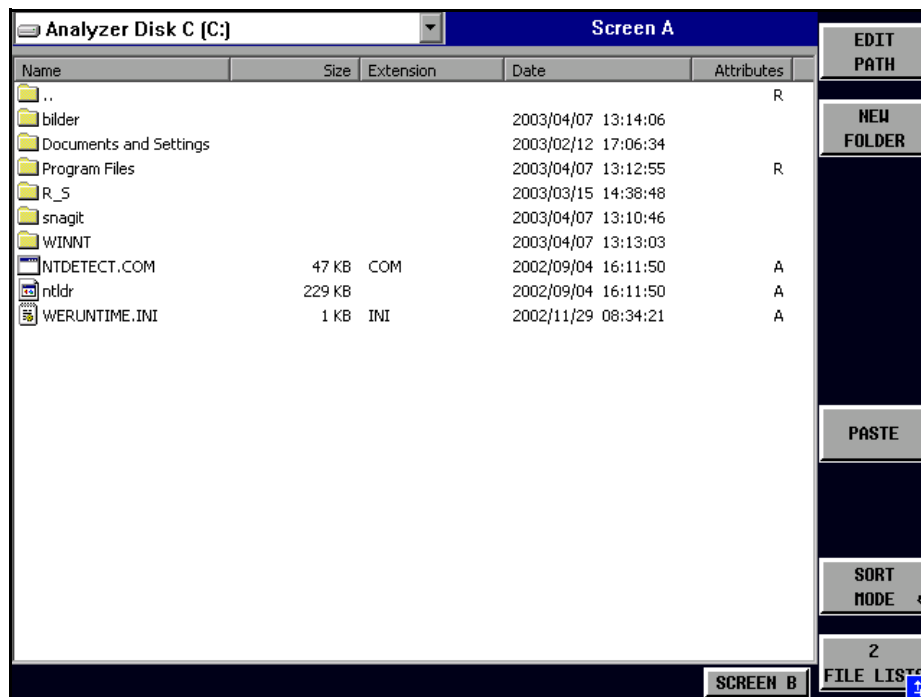 Analyzer Disk C (C:) Screen A
Name Size Extension Date Attributes
.. R
bilder 2003/04/07 13:14:06
Documents and Settings 2003/02/12 17:06:34
Program Files 2003/04/07 13:12:55 R
R_S 2003/03/15 14:38:48
snagit 2003/04/07 13:10:46
WINNT 2003/04/07 13:13:03
NTDETECT.COM 47 KB COM 2002/09/04 16:11:50 A
ntldr 229 KB 2002/09/04 16:11:50 A
WERUNTIME.INI 1 KB INI 2002/11/29 08:34:21 A
SCREEN B
EDIT
PATH
NEW
FOLDER
PASTE
SORT
MODE
2
FILE LISTS